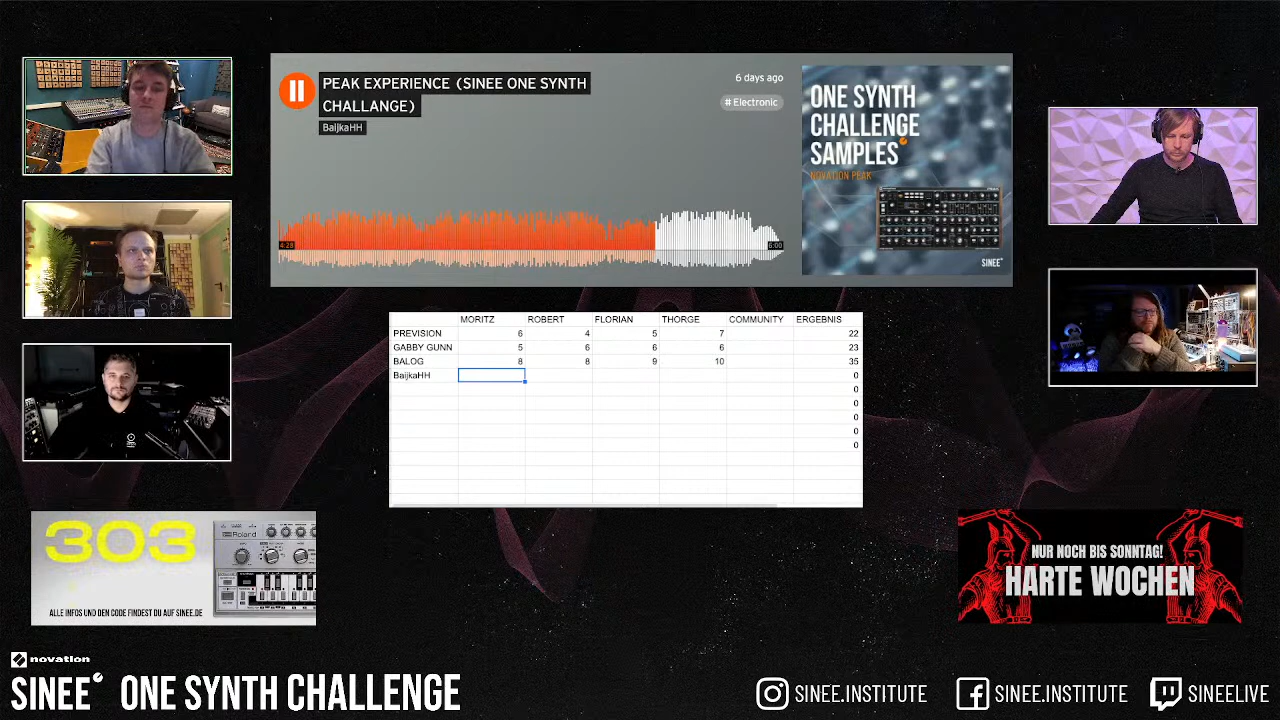 PEAK EXPERIENCE (SINEE ONE SYNTH
CHALLANGE)
BaijkaHH
6 days ago
# Electronic
4:28
6:00
ONE SYNTH
CHALLENGE
SAMPLES
NOVATION PEAK
SINEE
MORITZ ROBERT FLORIAN THORGE COMMUNITY ERGEBNIS
PREVISION 6 4 5 7 22
GABBY GUNN 5 6 6 6 23
BALOG 8 8 9 10 35
BaijkaHH 0
0
0
0
0
0
303
Roland
ALLE INFOS UND DEN CODE FINDEST DU AUF SINEE.DE
NUR NOCH BIS SONNTAG!
HARTE WOCHEN
novation
SINEE ONE SYNTH CHALLENGE
SINEE.INSTITUTE SINEE.INSTITUTE SINEELIVE